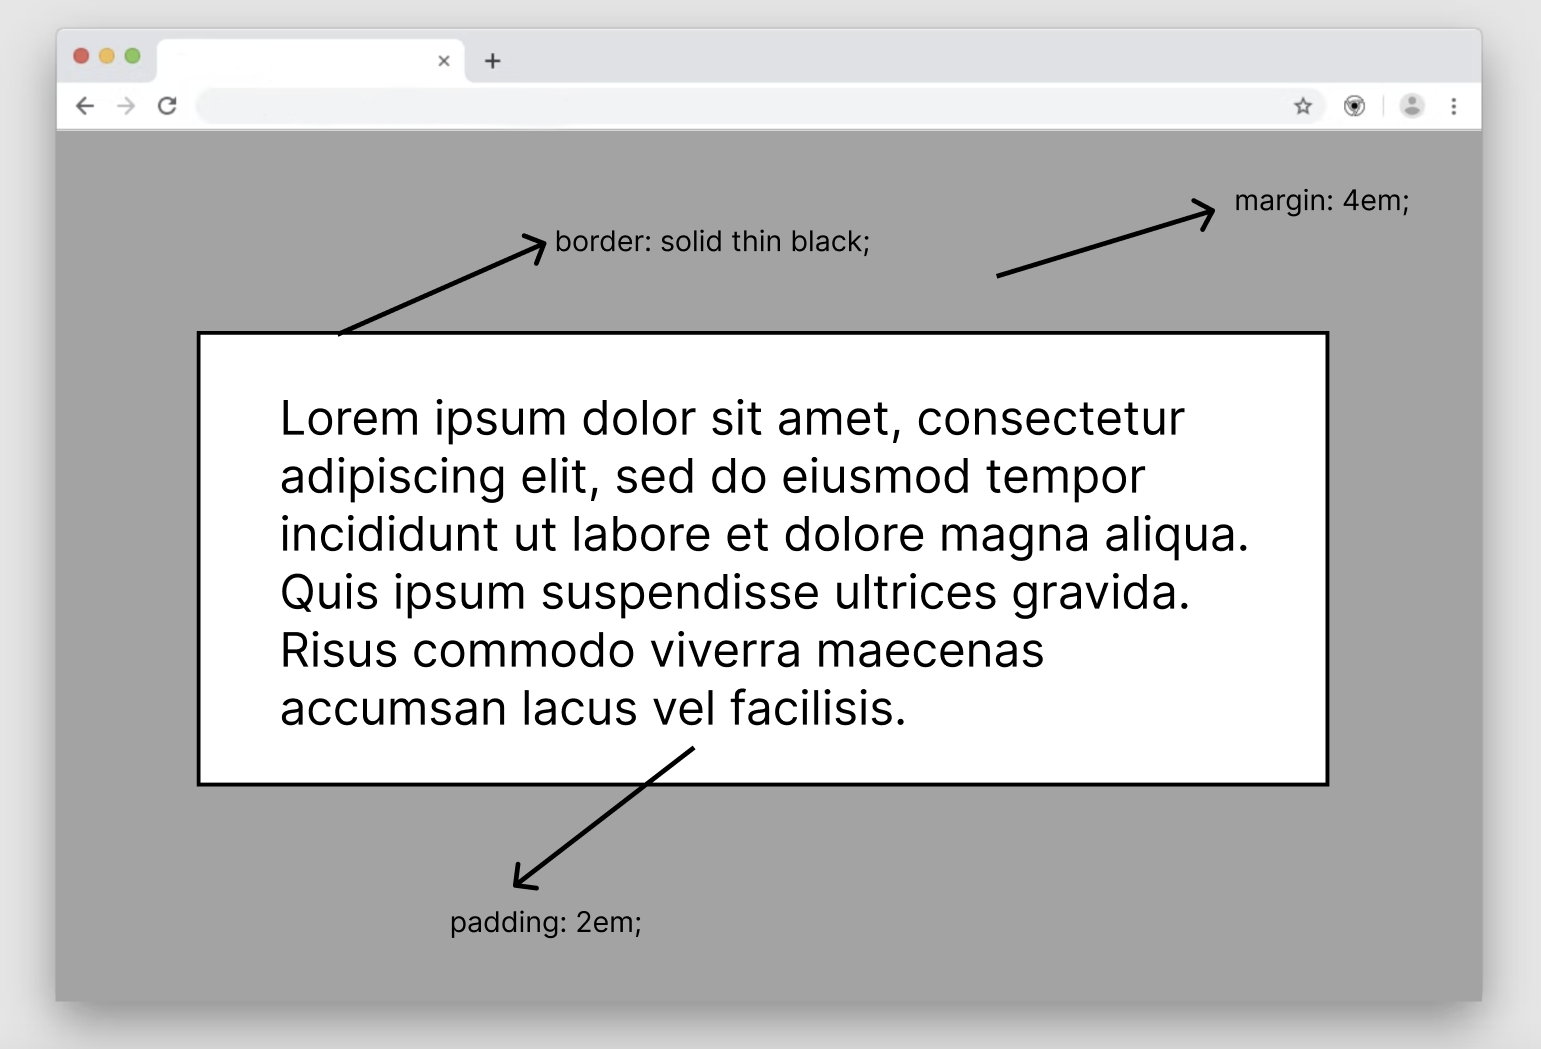 margin: 4em;
border: solid thin black;
Lorem ipsum dolor sit amet, consectetur
adipiscing elit, sed do eiusmod tempor
incididunt ut labore et dolore magna aliqua.
Quis ipsum suspendisse ultrices gravida.
Risus commodo viverra maecenas
accumsan lacus vel facilisis.
padding: 2em;